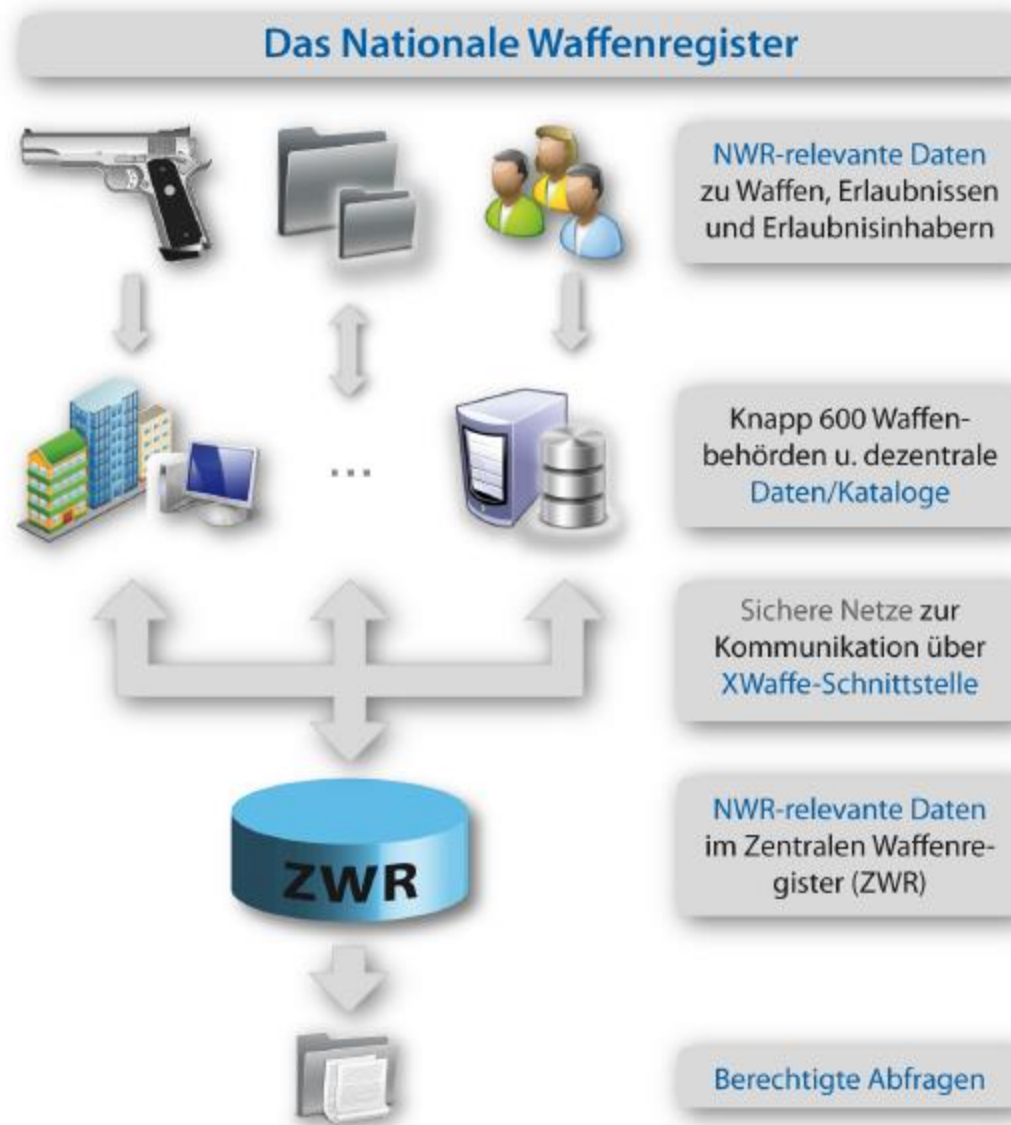 Das Nationale Waffenregister
NWR-relevante Daten
zu Waffen, Erlaubnissen
und Erlaubnisinhabern
Knapp 600 Waffen-
behörden u. dezentrale
Daten/Kataloge
...
Sichere Netze zur
Kommunikation über
XWaffe-Schnittstelle
NWR-relevante Daten
im Zentralen Waffenre-
gister (ZWR)
ZWR
Berechtigte Abfragen